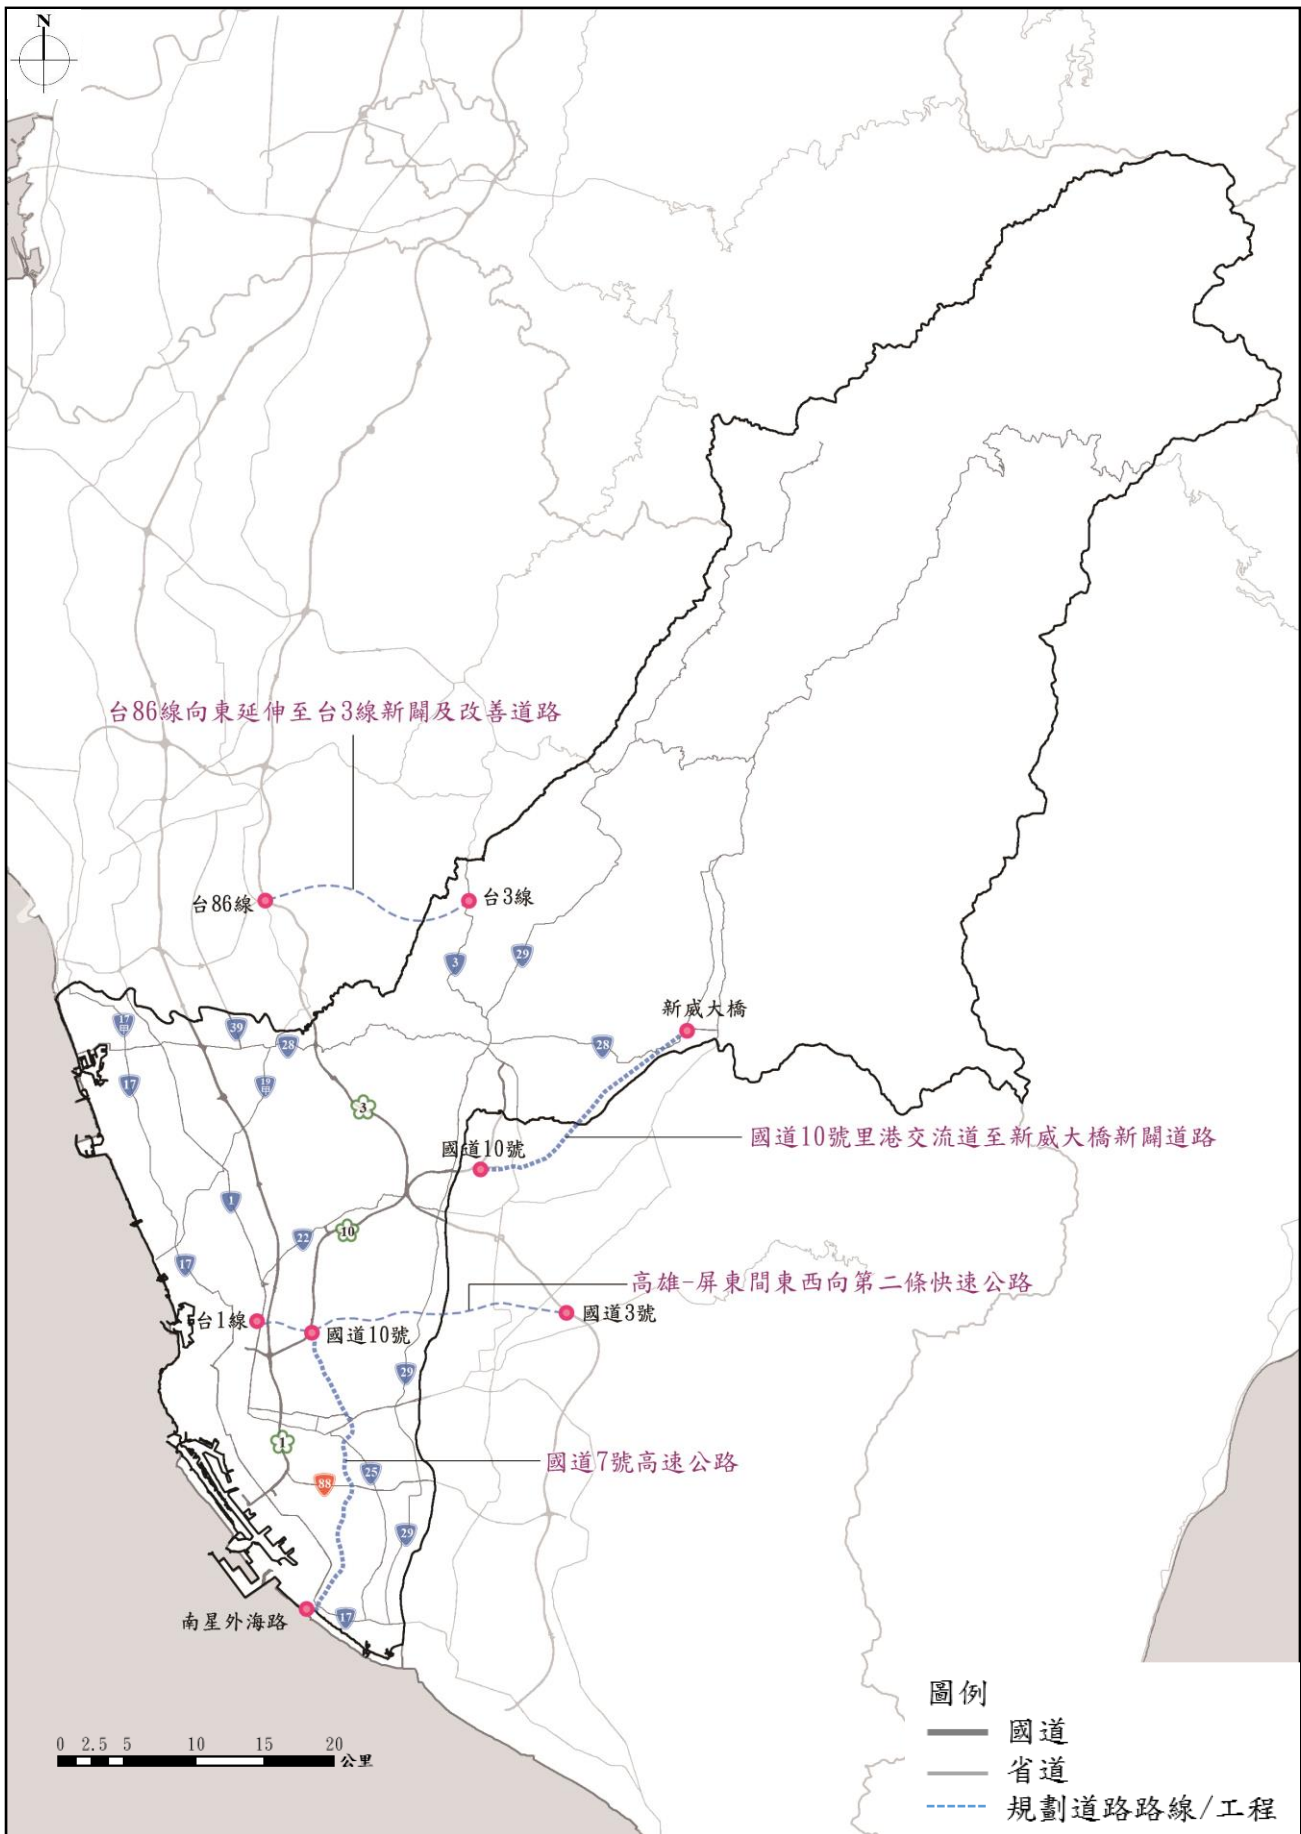 N
台86線向東延伸至台3線新闢及改善道路
台86線
台3線
3
29
新威大橋
17甲
39
28
28
17
19甲
3
國道10號里港交流道至新威大橋新闢道路
國道10號
1
22
10
17
高雄-屏東間東西向第二條快速公路
國道3號
台1線
國道10號
29
1
國道7號高速公路
25
88
29
南星外海路
17
圖例
國道
省道
規劃道路路線/工程
0 2.5 5 10 15 20
公里